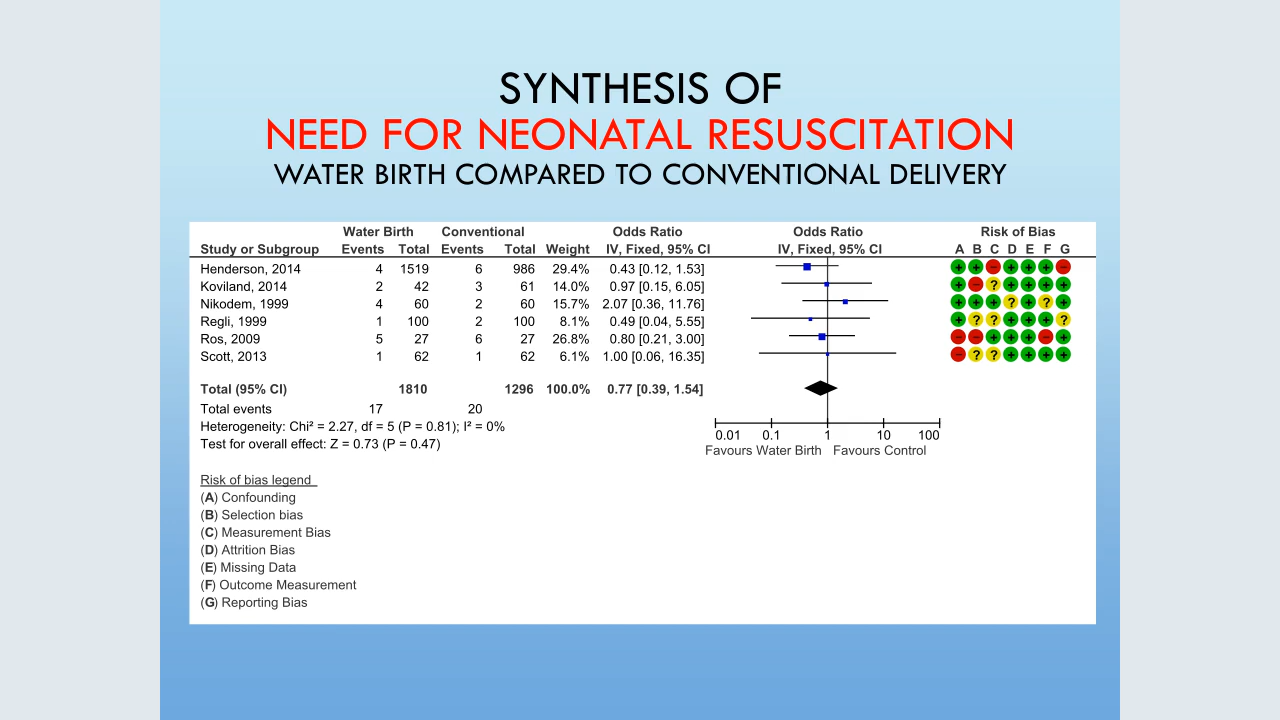 SYNTHESIS OF
NEED FOR NEONATAL RESUSCITATION
WATER BIRTH COMPARED TO CONVENTIONAL DELIVERY
Water Birth Conventional Odds Ratio Odds Ratio Risk of Bias
Study or Subgroup Events Total Events Total Weight IV, Fixed, 95% CI IV, Fixed, 95% CI A B C D E F G
Henderson, 2014 4 1519 6 986 29.4% 0.43 [0.12, 1.53] + + − + + + −
Koviland, 2014 2 42 3 61 14.0% 0.97 [0.15, 6.05] + − ? + + + +
Nikodem, 1999 4 60 2 60 15.7% 2.07 [0.36, 11.76] + + + ? + ? +
Regli, 1999 1 100 2 100 8.1% 0.49 [0.04, 5.55] + ? ? + + + ?
Ros, 2009 5 27 6 27 26.8% 0.80 [0.21, 3.00] − − + + + − +
Scott, 2013 1 62 1 62 6.1% 1.00 [0.06, 16.35] − ? ? + + + +
Total (95% CI) 1810 1296 100.0% 0.77 [0.39, 1.54]
Total events 17 20
Heterogeneity: Chi² = 2.27, df = 5 (P = 0.81); I² = 0%
Test for overall effect: Z = 0.73 (P = 0.47)
0.01 0.1 1 10 100
Favours Water Birth Favours Control
Risk of bias legend
(A) Confounding
(B) Selection bias
(C) Measurement Bias
(D) Attrition Bias
(E) Missing Data
(F) Outcome Measurement
(G) Reporting Bias